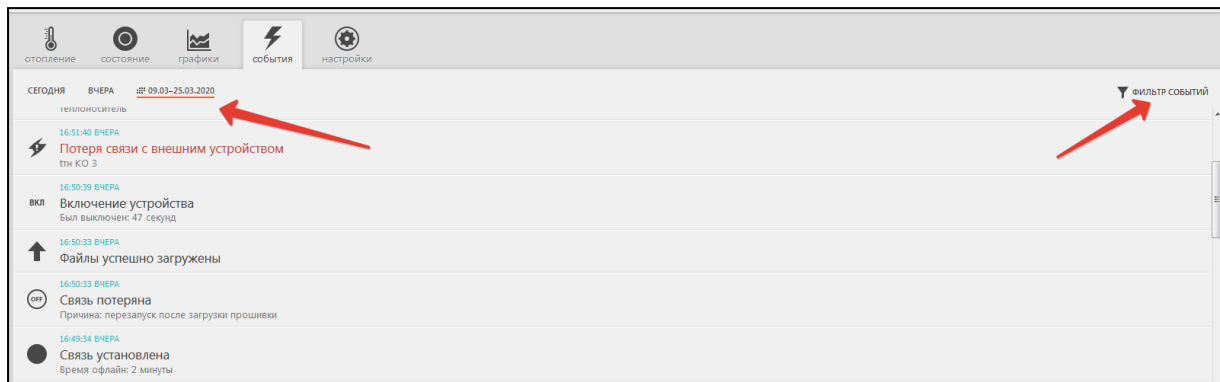 отопление состояние графики события настройки
СЕГОДНЯ ВЧЕРА 09.03–25.03.2020 ФИЛЬТР СОБЫТИЙ
теплоноситель
16:51:40 ВЧЕРА
Потеря связи с внешним устройством
ттн КО 3
16:50:39 ВЧЕРА
ВКЛ Включение устройства
Был выключен: 47 секунд
16:50:33 ВЧЕРА
Файлы успешно загружены
16:50:33 ВЧЕРА
OFF Связь потеряна
Причина: перезапуск после загрузки прошивки
16:49:34 ВЧЕРА
Связь установлена
Время офлайн: 2 минуты